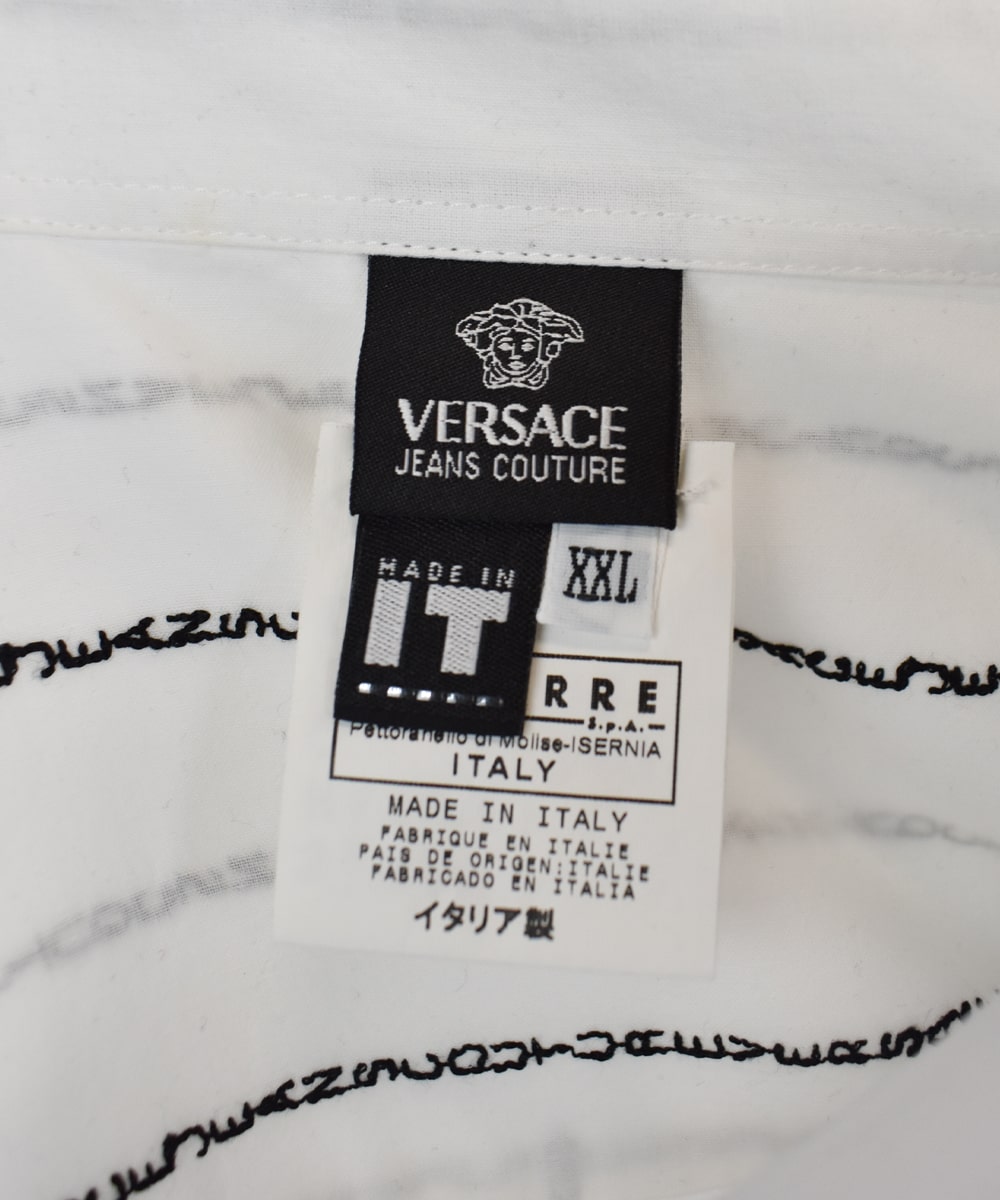 VERSACE
JEANS COUTURE
MADE IN
IT
XXL
RRE
S.p.A.
Pettoranello di Molise-ISERNIA
ITALY
MADE IN ITALY
FABRIQUE EN ITALIE
PAIS DE ORIGEN:ITALIE
FABRICADO EN ITALIA
イタリア製